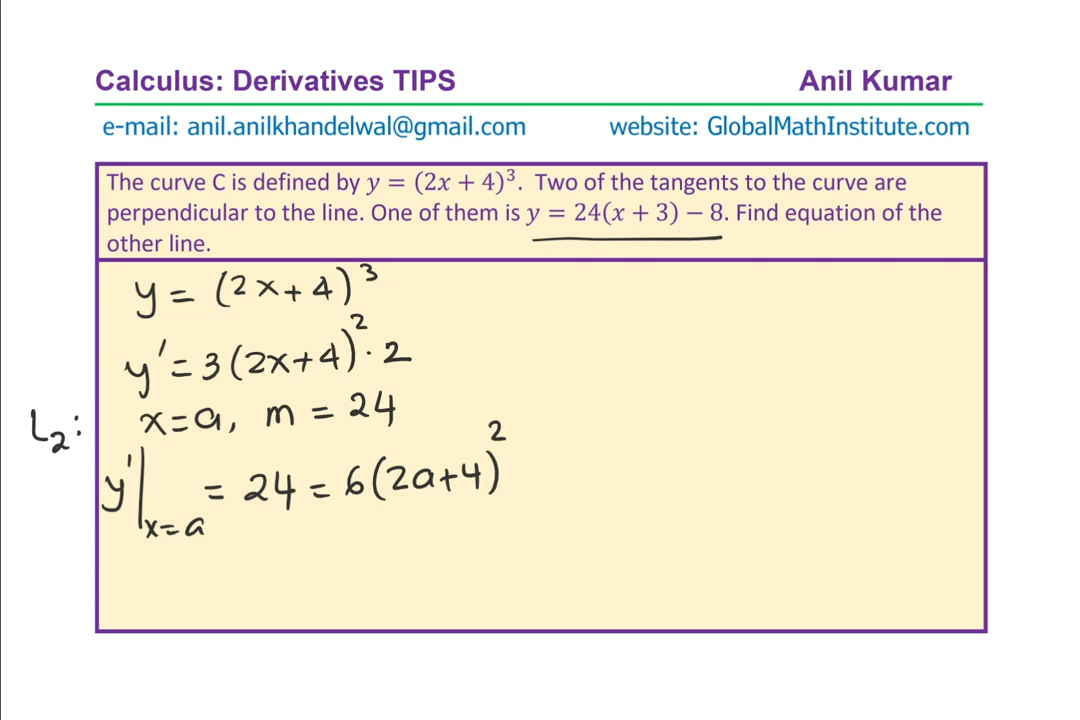 Calculus: Derivatives TIPS Anil Kumar
e-mail: anil.anilkhandelwal@gmail.com website: GlobalMathInstitute.com
The curve C is defined by y = (2x + 4)³. Two of the tangents to the curve are
perpendicular to the line. One of them is y = 24(x + 3) − 8. Find equation of the
other line.
y = (2x+4)³
y' = 3(2x+4)² · 2
L₂: x=a, m = 24
y'|ₓ₌ₐ = 24 = 6(2a+4)²